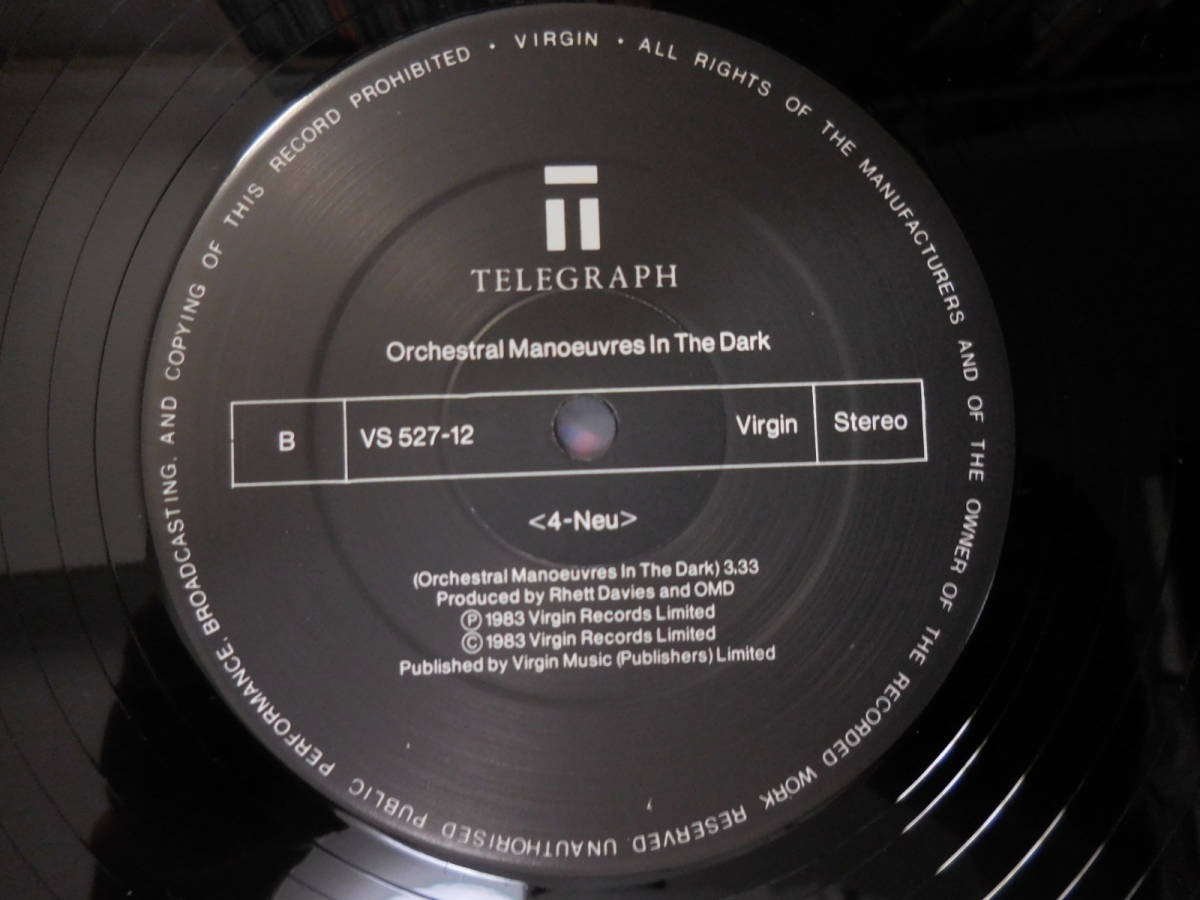 TELEGRAPH
Orchestral Manoeuvres In The Dark
B
VS 527-12
Virgin
Stereo
<4-Neu>
(Orchestral Manoeuvres In The Dark) 3.33
Produced by Rhett Davies and OMD
Ⓟ 1983 Virgin Records Limited
© 1983 Virgin Records Limited
Published by Virgin Music (Publishers) Limited
· VIRGIN · ALL RIGHTS OF THE MANUFACTURERS AND OF THE OWNER OF THE RECORDED WORK RESERVED. UNAUTHORISED PUBLIC PERFORMANCE, BROADCASTING, AND COPYING OF THIS RECORD PROHIBITED